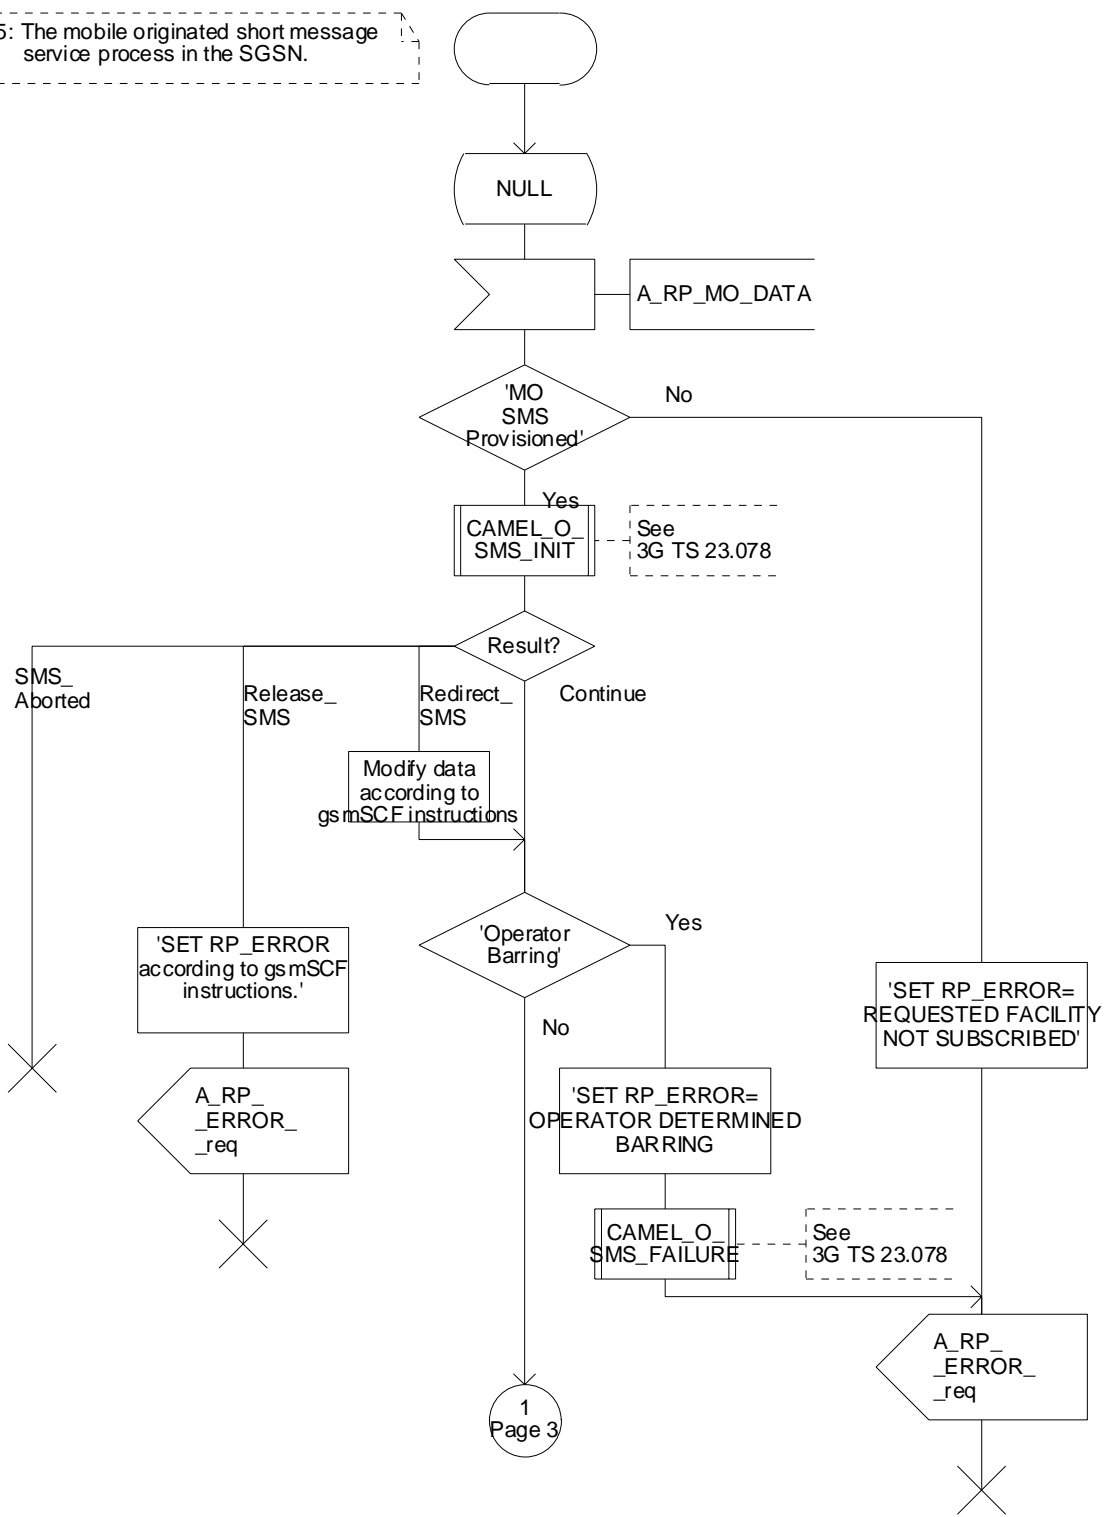 5: The mobile originated short message
service process in the SGSN.
NULL
A_RP_MO_DATA
'MO
SMS
Provisioned'
No
Yes
CAMEL_O_
SMS_INIT
See
3G TS 23.078
Result?
SMS_
Aborted
Release_
SMS
Redirect_
SMS
Continue
Modify data
according to
gsmSCF instructions
'Operator
Barring'
Yes
No
'SET RP_ERROR
according to gsmSCF
instructions.'
'SET RP_ERROR=
REQUESTED FACILITY
NOT SUBSCRIBED'
A_RP_
_ERROR_
_req
'SET RP_ERROR=
OPERATOR DETERMINED
BARRING
CAMEL_O_
SMS_FAILURE
See
3G TS 23.078
A_RP_
_ERROR_
_req
1
Page 3